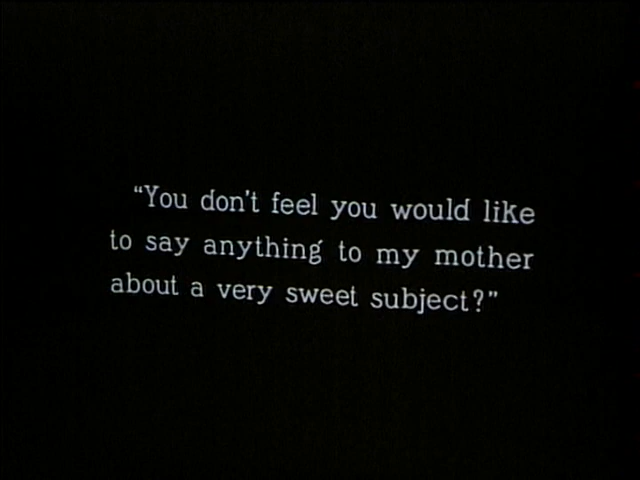 “You don't feel you would like
to say anything to my mother
about a very sweet subject?”